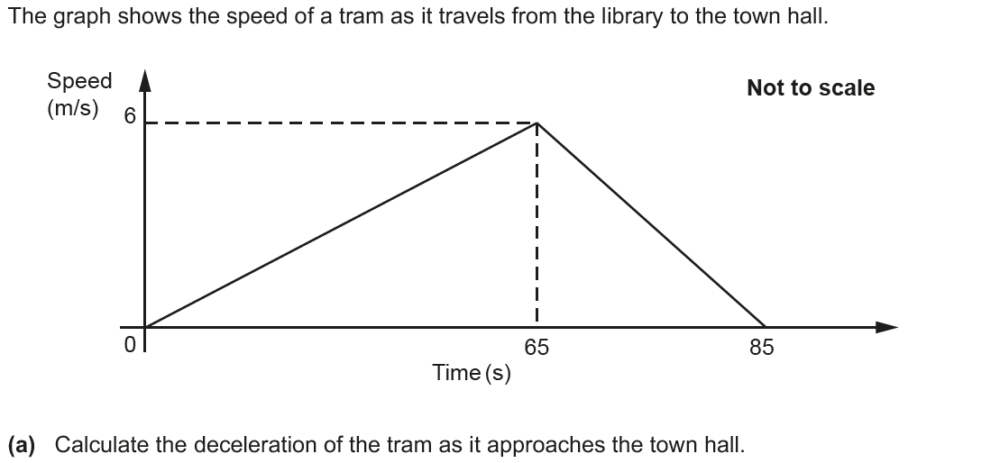 The graph shows the speed of a tram as it travels from the library to the town hall.
Speed
(m/s)
Not to scale
6
0
65
85
Time (s)
(a) Calculate the deceleration of the tram as it approaches the town hall.